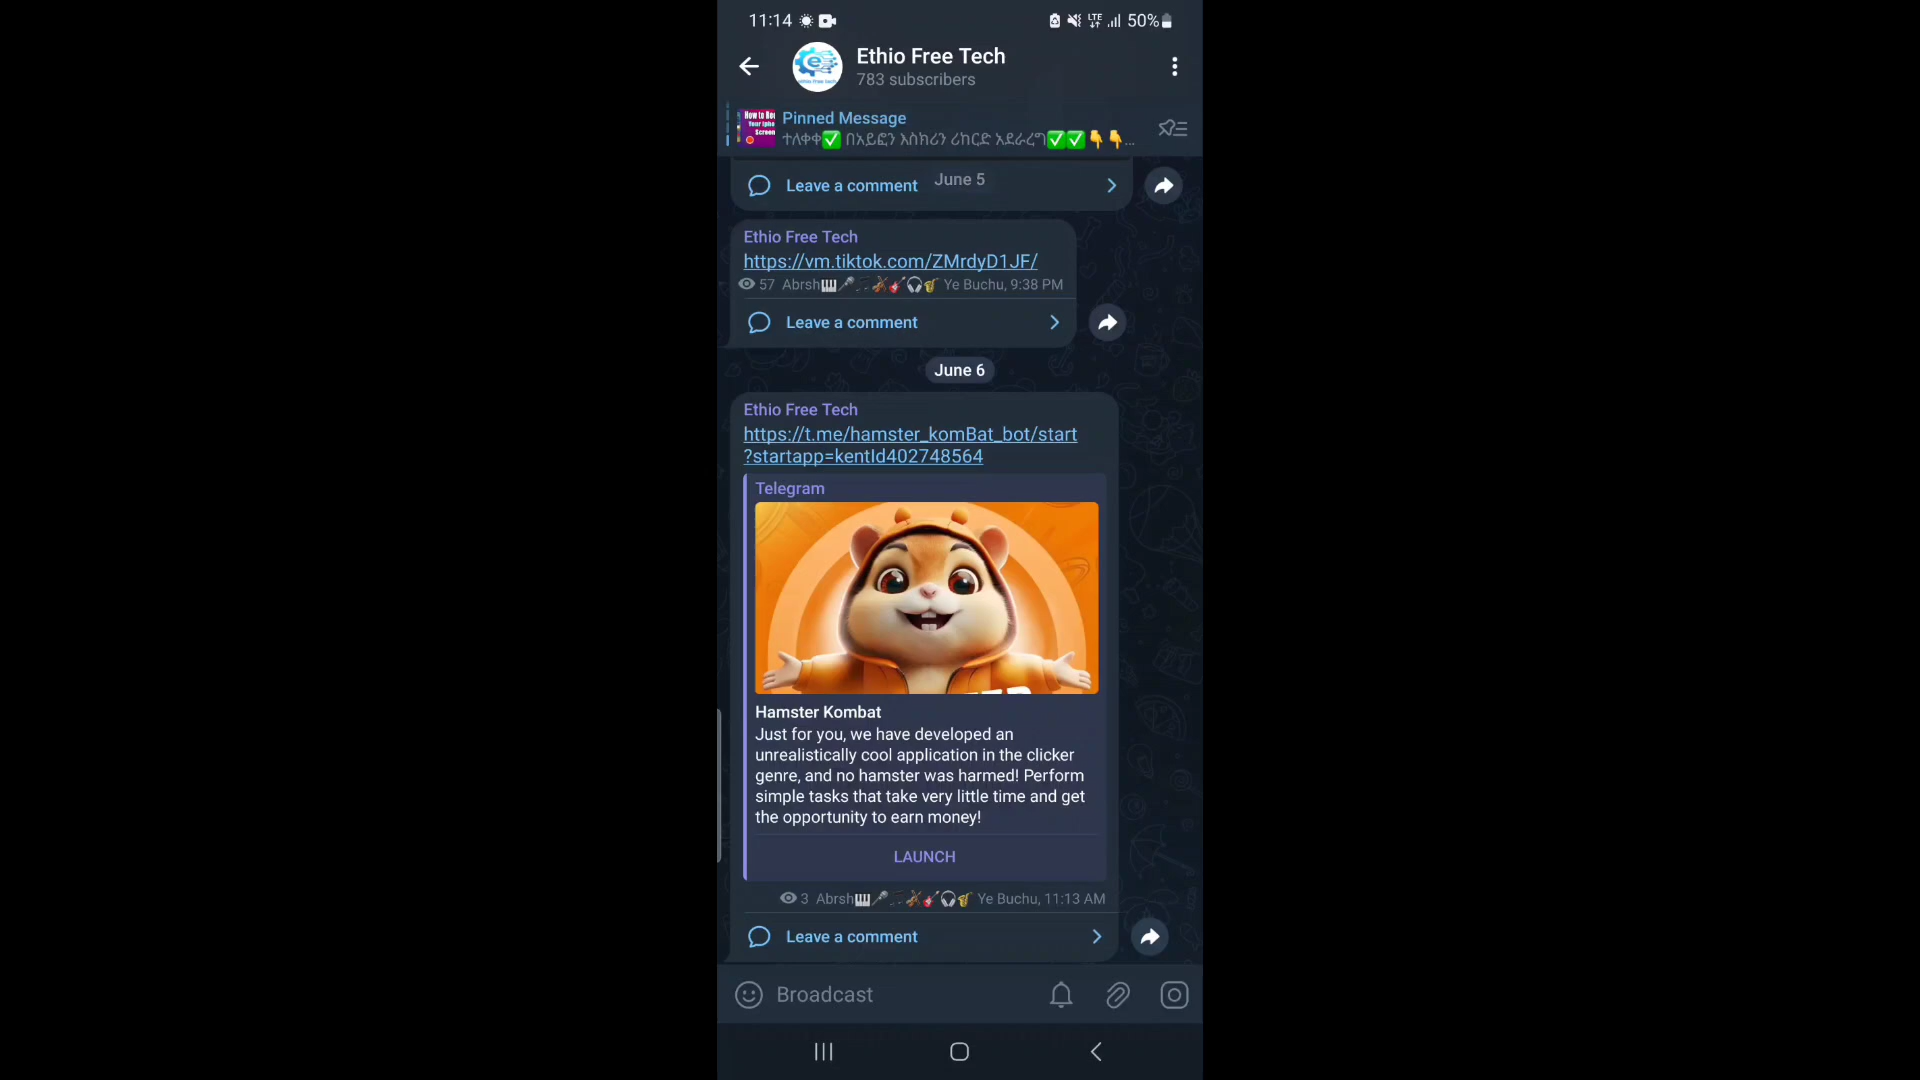 11:14
LTE
50%
Ethio Free Tech
783 subscribers
Pinned Message
ተለቀቀ✅ በአይፎን እስክሪን ሪከርድ አደራረግ✅✅👇👇...
Leave a comment
June 5
Ethio Free Tech
https://vm.tiktok.com/ZMrdyD1JF/
57 Abrsh🎹🎤🎵🎻🎸🎧🎷 Ye Buchu, 9:38 PM
Leave a comment
June 6
Ethio Free Tech
https://t.me/hamster_komBat_bot/start
?startapp=kentId402748564
Telegram
Hamster Kombat
Just for you, we have developed an
unrealistically cool application in the clicker
genre, and no hamster was harmed! Perform
simple tasks that take very little time and get
the opportunity to earn money!
LAUNCH
3 Abrsh🎹🎤🎵🎻🎸🎧🎷 Ye Buchu, 11:13 AM
Leave a comment
Broadcast